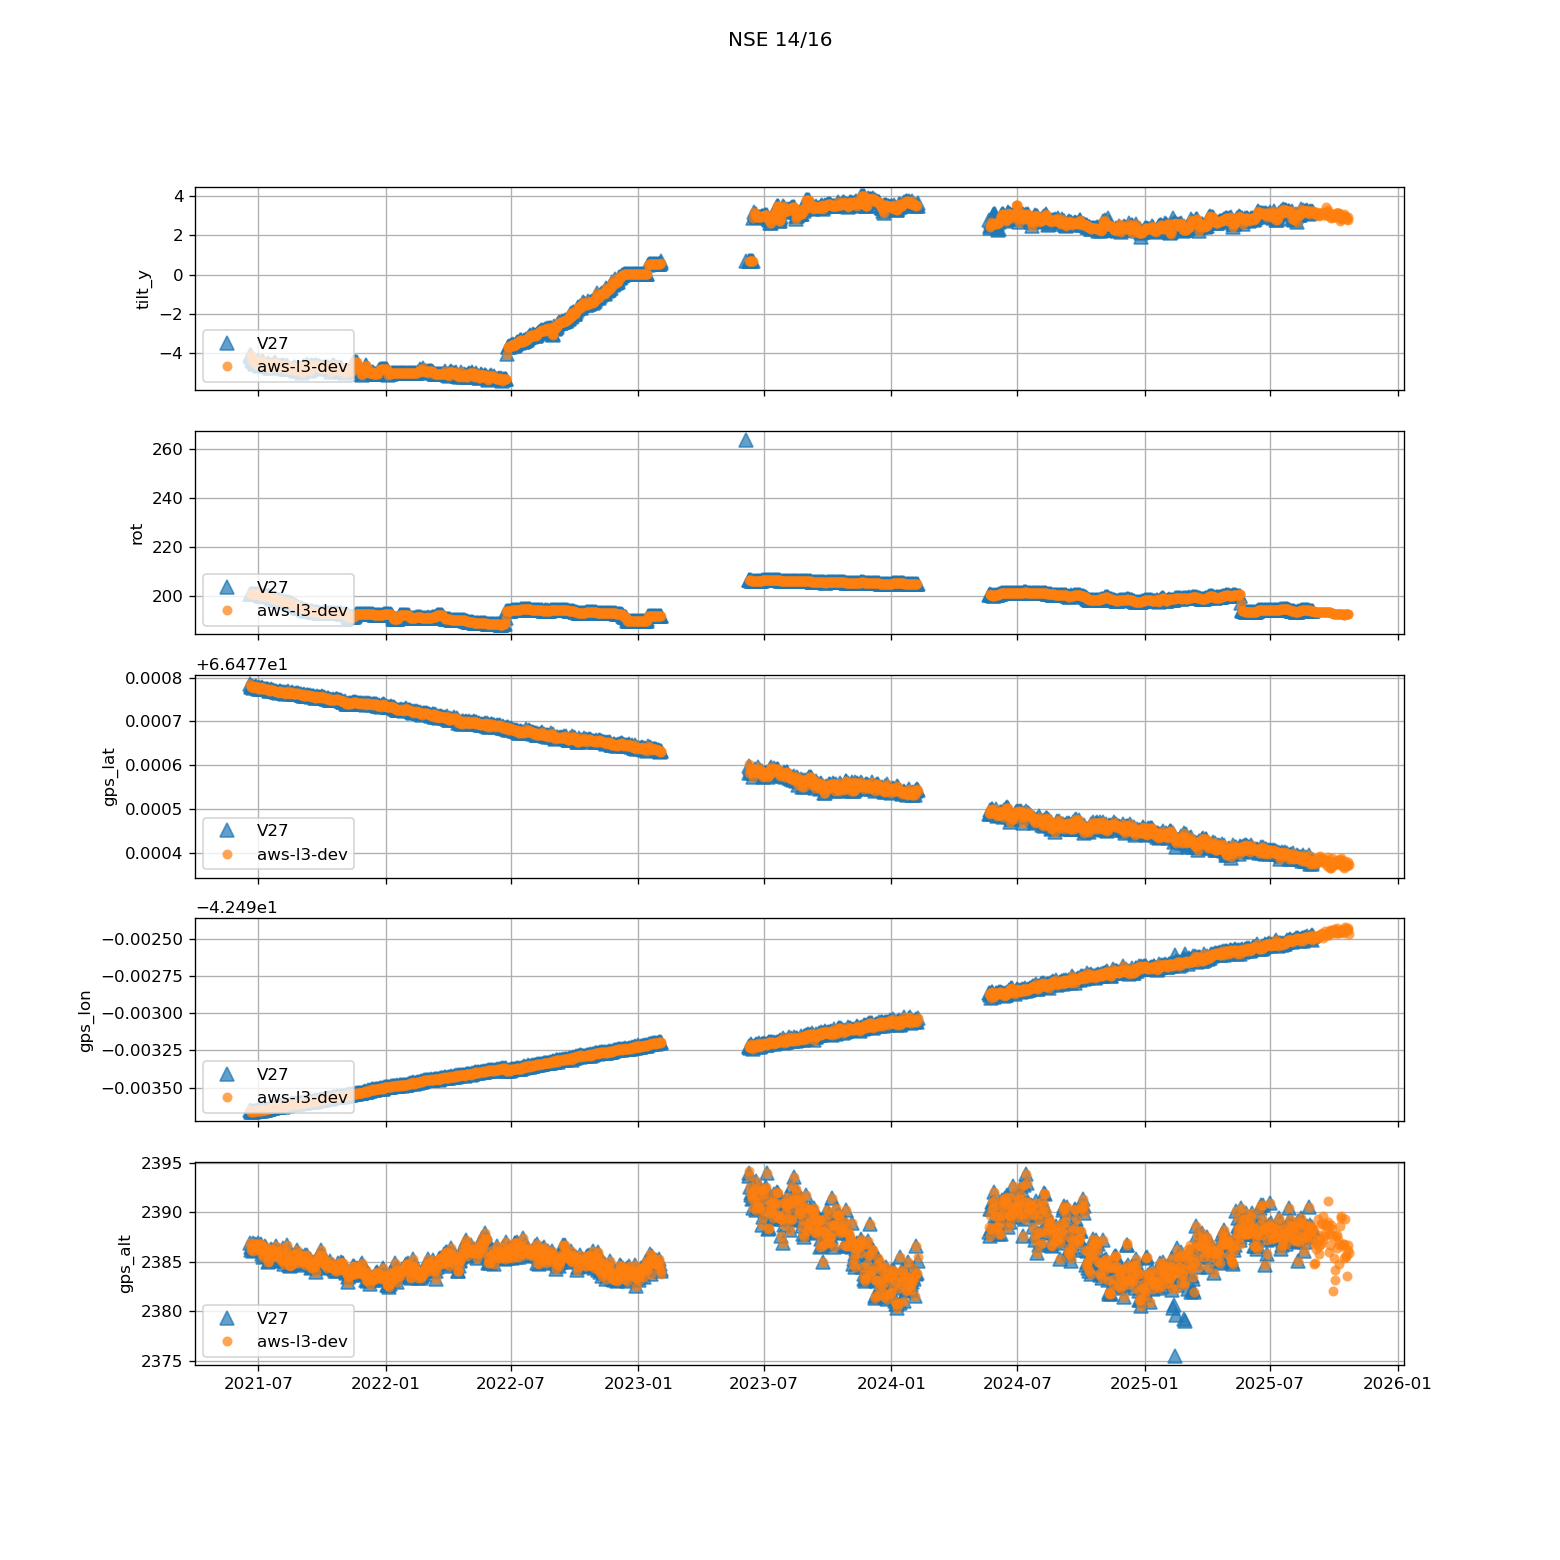 NSE 14/16
4
2
0
−2
−4
tilt_y
V27
aws-l3-dev
260
240
220
200
rot
V27
aws-l3-dev
+6.6477e1
0.0008
0.0007
0.0006
0.0005
0.0004
gps_lat
V27
aws-l3-dev
−4.249e1
−0.00250
−0.00275
−0.00300
−0.00325
−0.00350
gps_lon
V27
aws-l3-dev
2395
2390
2385
2380
2375
gps_alt
V27
aws-l3-dev
2021-07 2022-01 2022-07 2023-01 2023-07 2024-01 2024-07 2025-01 2025-07 2026-01